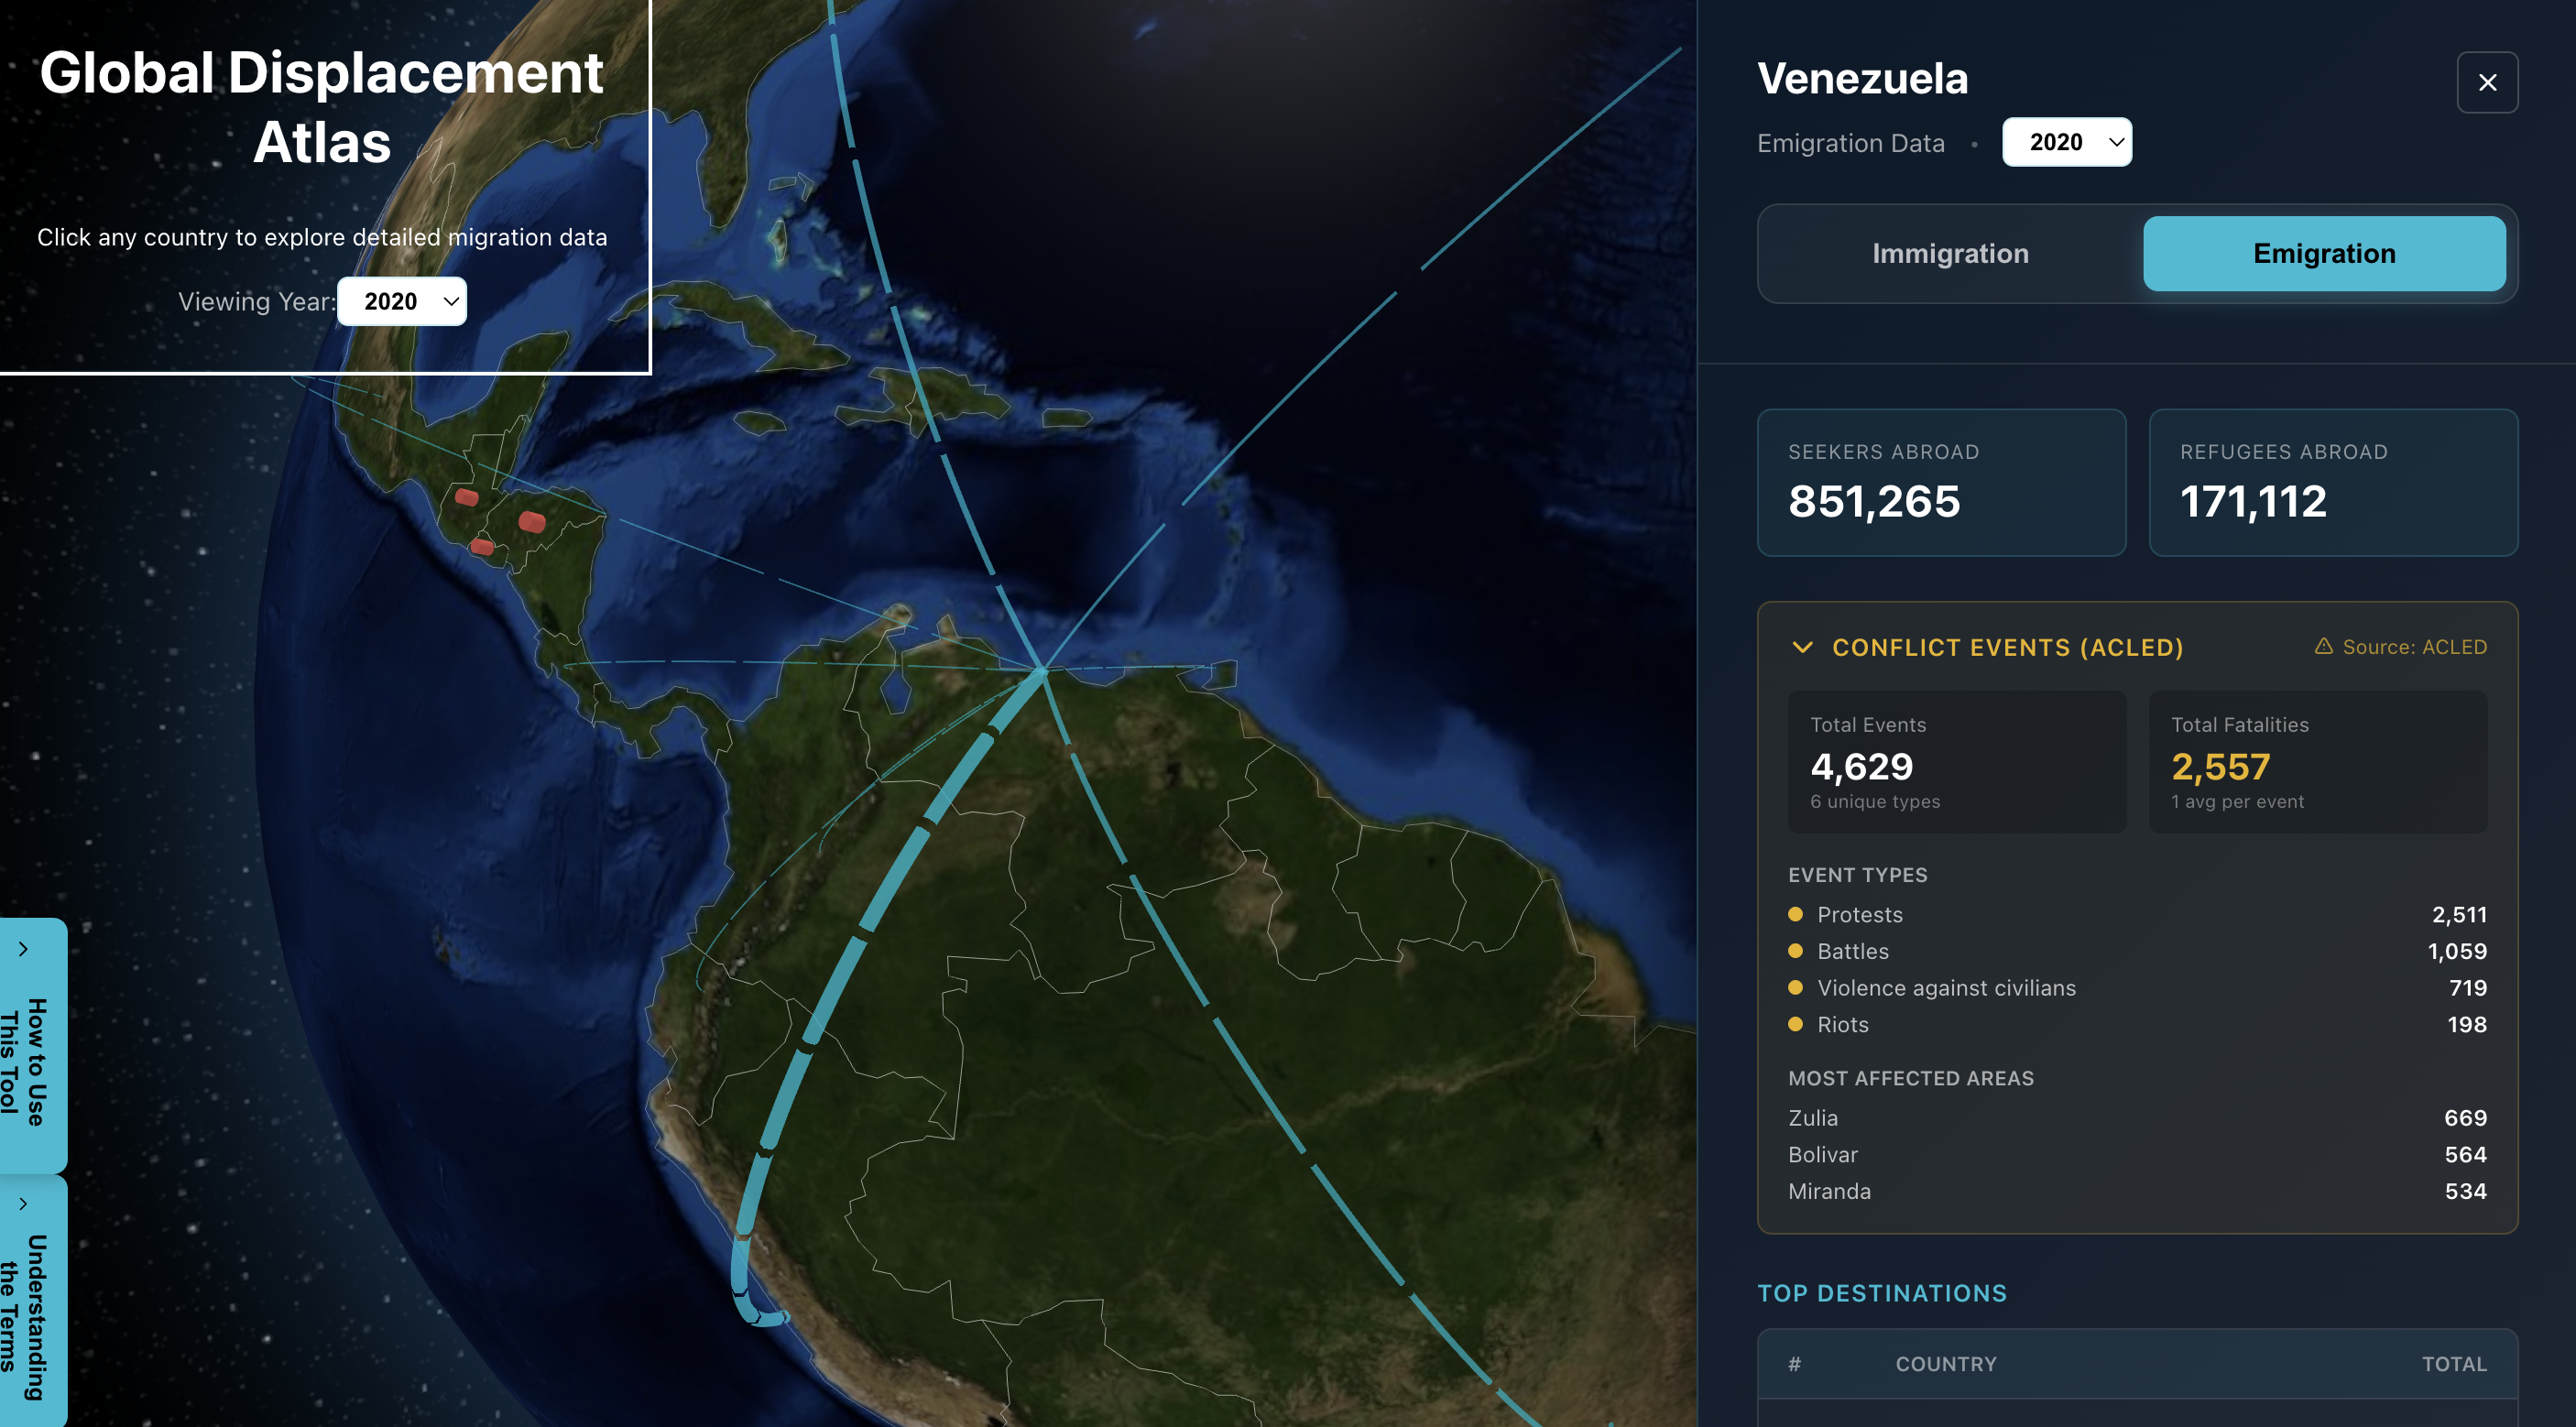 Global Displacement
Atlas
Click any country to explore detailed migration data
Viewing Year: 2020
How to Use
This Tool
Understanding
the Terms
Venezuela
Emigration Data • 2020
Immigration Emigration
SEEKERS ABROAD
851,265
REFUGEES ABROAD
171,112
CONFLICT EVENTS (ACLED) Source: ACLED
Total Events
4,629
6 unique types
Total Fatalities
2,557
1 avg per event
EVENT TYPES
Protests 2,511
Battles 1,059
Violence against civilians 719
Riots 198
MOST AFFECTED AREAS
Zulia 669
Bolivar 564
Miranda 534
TOP DESTINATIONS
# COUNTRY TOTAL